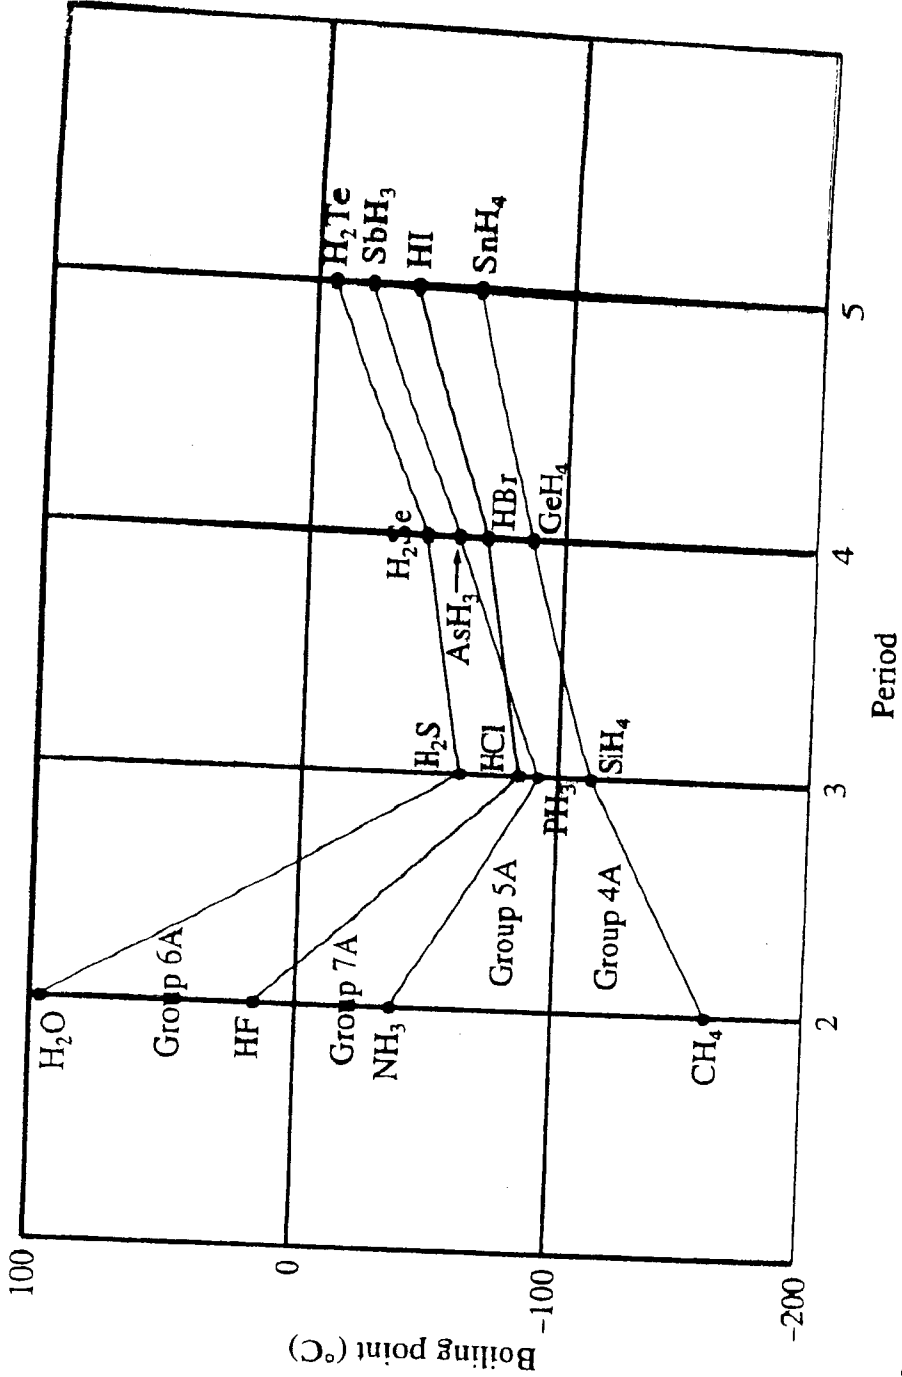 H₂Te
SbH₃
HI
SnH₄
H₂Se
AsH₃
HBr
GeH₄
H₂S
HCl
PH₃
SiH₄
Group 6A
Group 7A
Group 5A
Group 4A
H₂O
HF
NH₃
CH₄
100
0
-100
-200
Boiling point (°C)
2
3
4
5
Period